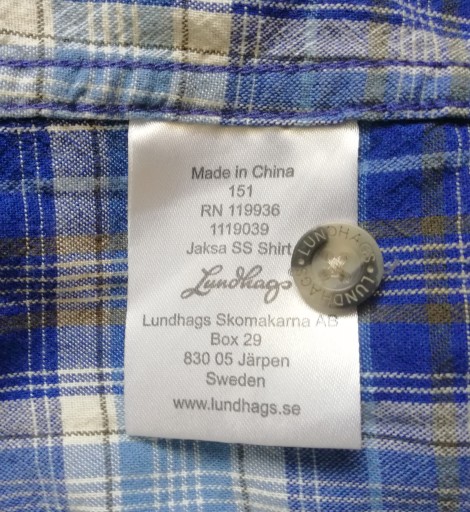 Made in China
151
RN 119936
1119039
Jaksa SS Shirt
Lundhags
LUNDHAGS • LUNDHAGS •
Lundhags Skomakarna AB
Box 29
830 05 Järpen
Sweden
www.lundhags.se